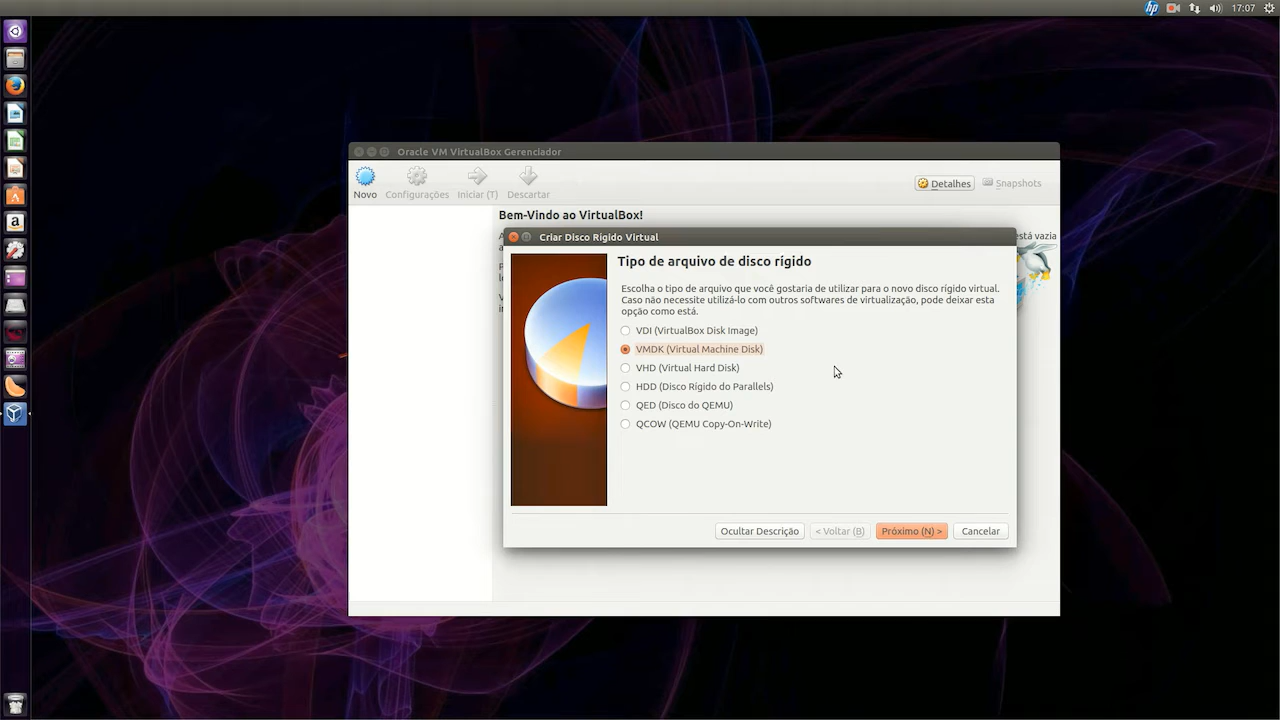 hp 17:07
Oracle VM VirtualBox Gerenciador
Novo Configurações Iniciar (T) Descartar Detalhes Snapshots
Bem-Vindo ao VirtualBox!
está vazia
Criar Disco Rígido Virtual
Tipo de arquivo de disco rígido
Escolha o tipo de arquivo que você gostaria de utilizar para o novo disco rígido virtual.
Caso não necessite utilizá-lo com outros softwares de virtualização, pode deixar esta
opção como está.
VDI (VirtualBox Disk Image)
VMDK (Virtual Machine Disk)
VHD (Virtual Hard Disk)
HDD (Disco Rígido do Parallels)
QED (Disco do QEMU)
QCOW (QEMU Copy-On-Write)
Ocultar Descrição < Voltar (B) Próximo (N) > Cancelar